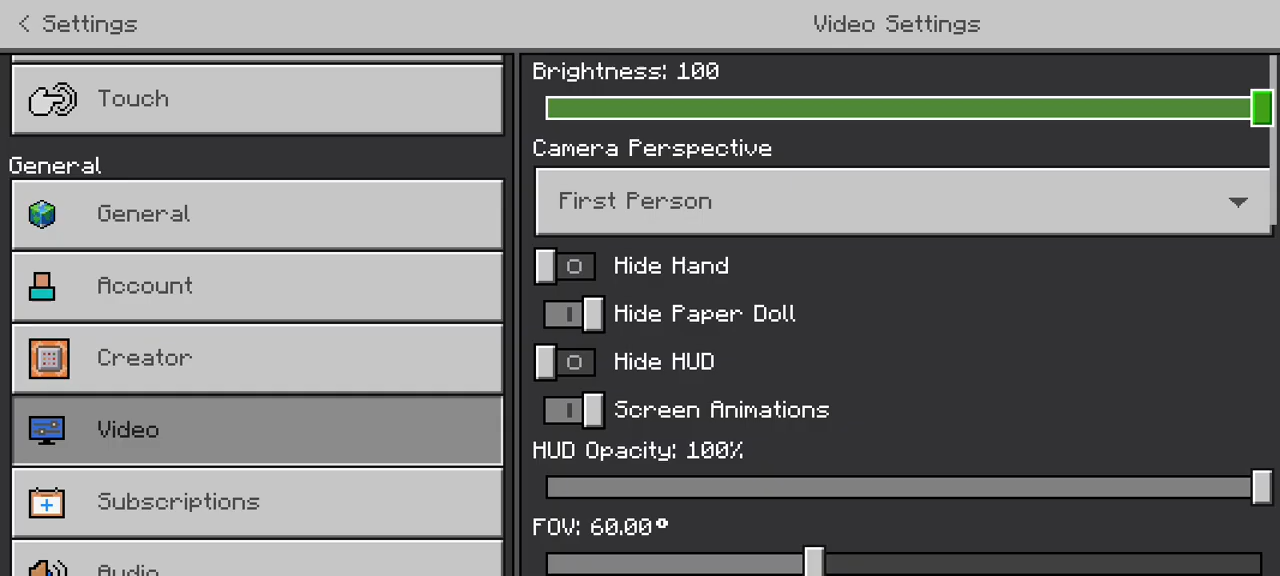 Settings
Video Settings
Touch
General
General
Account
Creator
Video
Subscriptions
Audio
Brightness: 100
Camera Perspective
First Person
Hide Hand
Hide Paper Doll
Hide HUD
Screen Animations
HUD Opacity: 100%
FOV: 60.00°